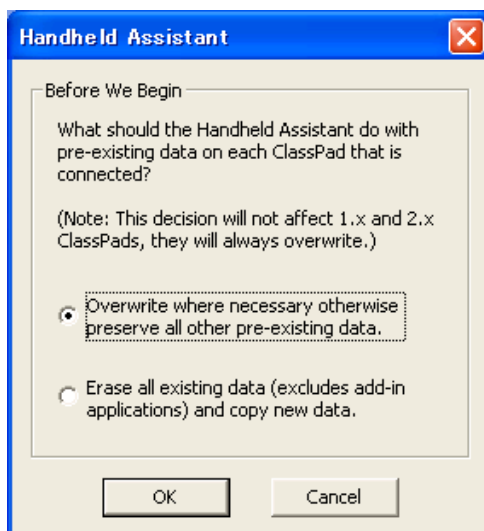 Handheld Assistant
Before We Begin
What should the Handheld Assistant do with
pre-existing data on each ClassPad that is
connected?
(Note: This decision will not affect 1.x and 2.x
ClassPads, they will always overwrite.)
Overwrite where necessary otherwise
preserve all other pre-existing data.
Erase all existing data (excludes add-in
applications) and copy new data.
OK
Cancel